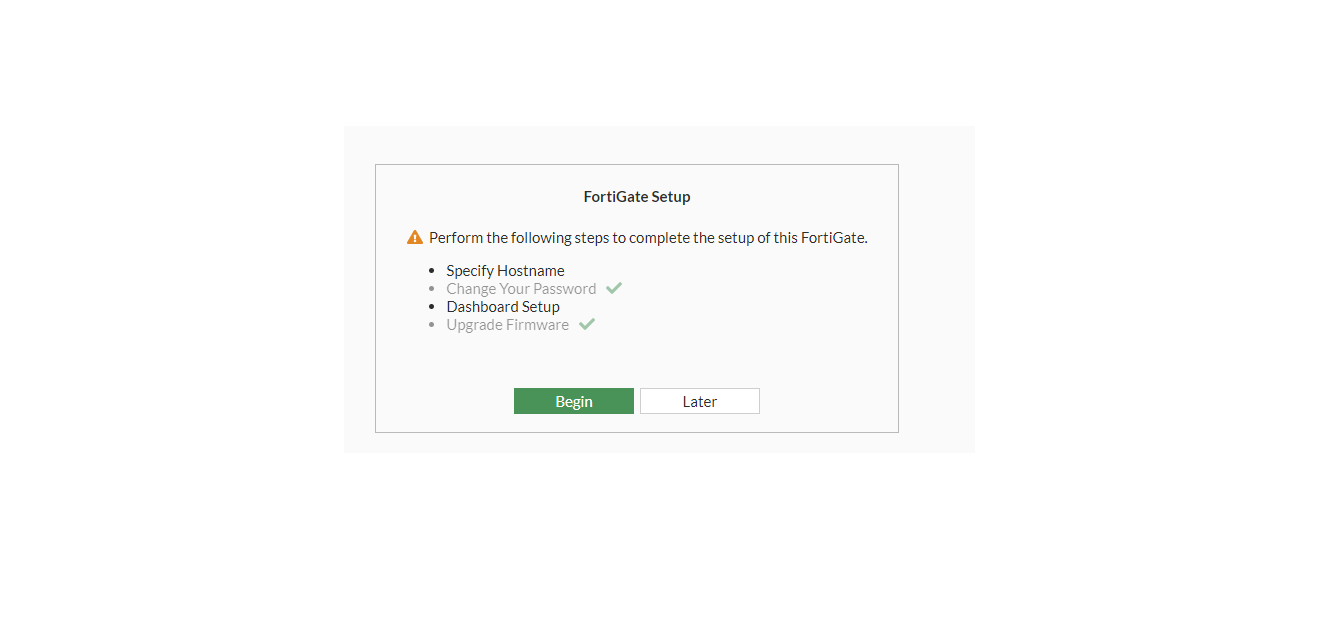 FortiGate Setup
Perform the following steps to complete the setup of this FortiGate.
Specify Hostname
Change Your Password
Dashboard Setup
Upgrade Firmware
Begin
Later